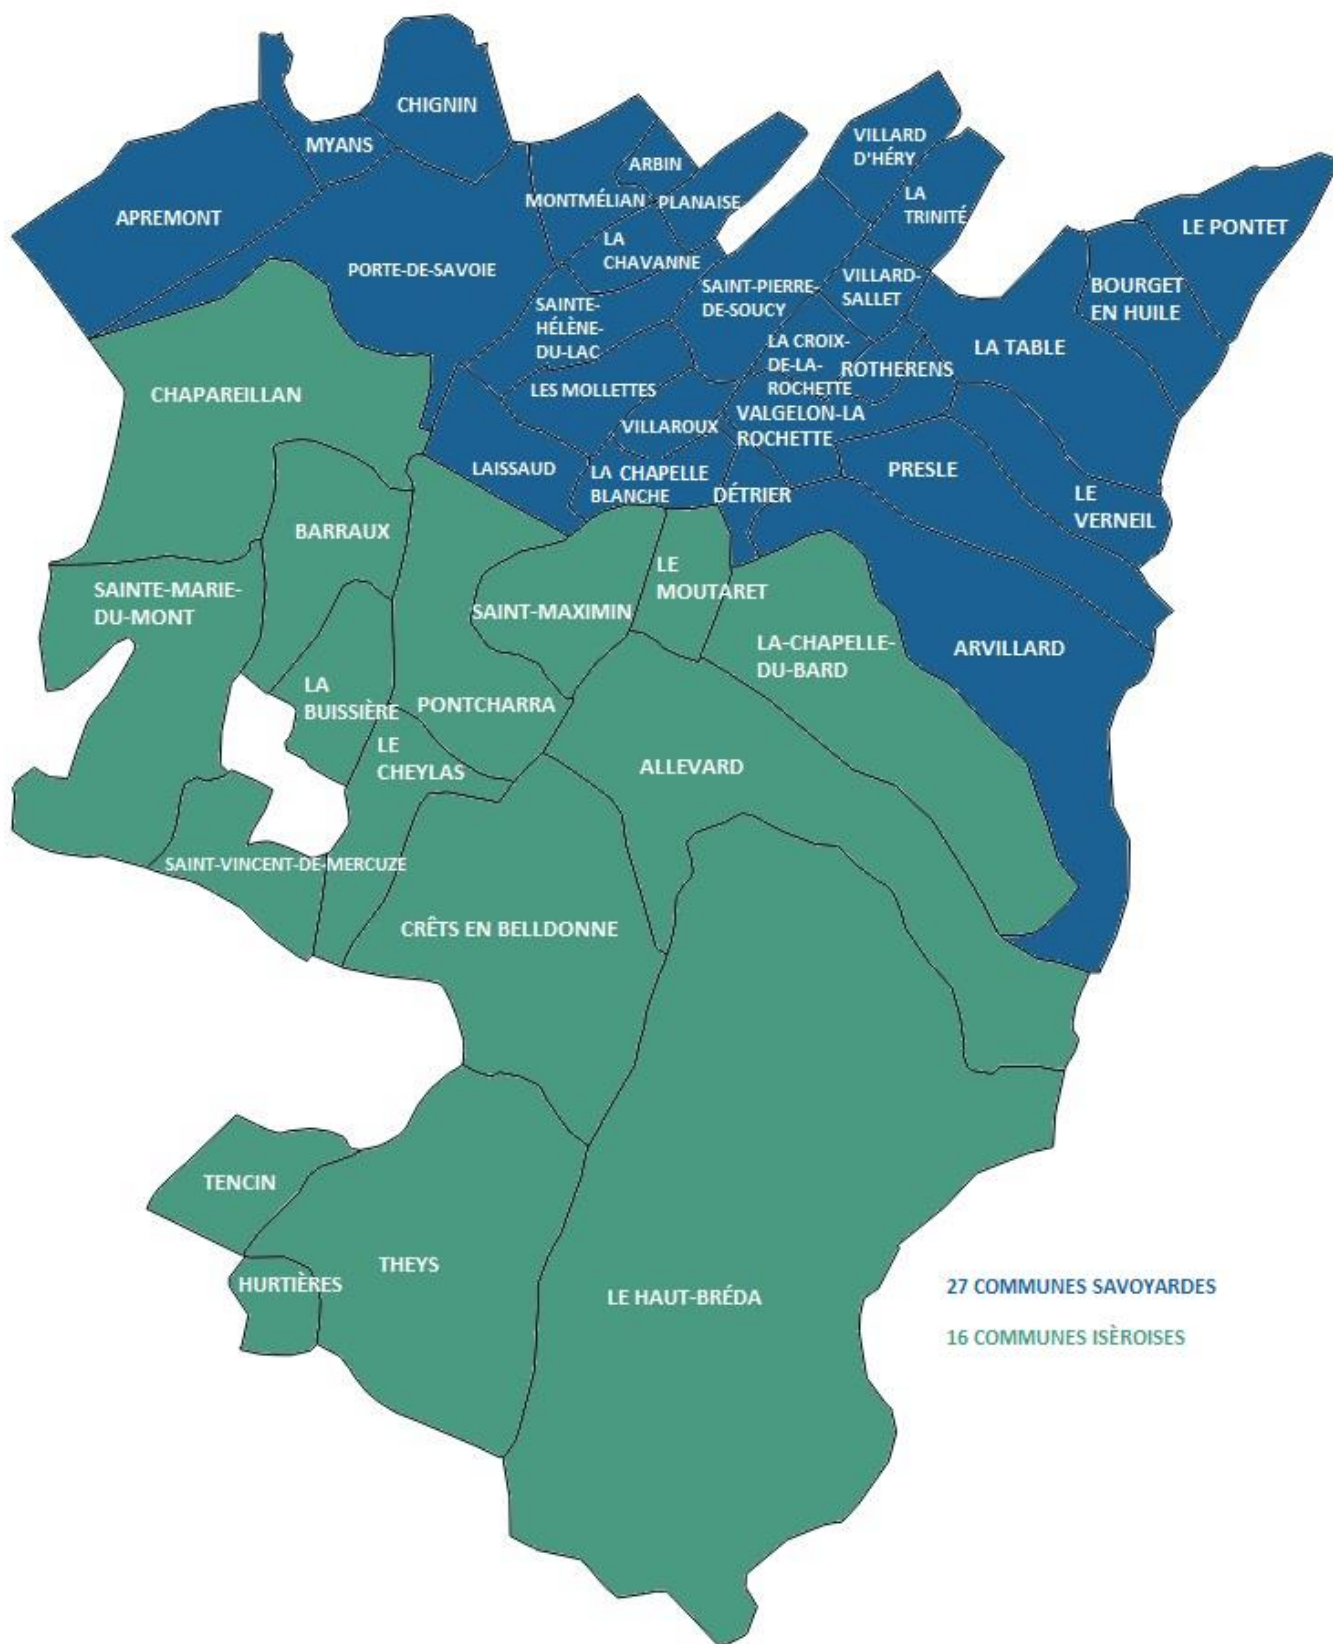 CHIGNIN
MYANS
APREMONT
PORTE-DE-SAVOIE
MONTMÉLIAN
ARBIN
PLANAISE
LA
CHAVANNE
VILLARD
D'HÉRY
LA
TRINITÉ
LE PONTET
BOURGET
EN HUILE
SAINT-PIERRE-
DE-SOUCY
VILLARD-
SALLET
SAINTE-
HÉLÈNE-
DU-LAC
LA CROIX-
DE-LA-
ROCHETTE
ROTHERENS
LA TABLE
LES MOLLETTES
VILLAROUX
VALGELON-LA
ROCHETTE
LAISSAUD
LA CHAPELLE
BLANCHE
DÉTRIER
PRESLE
LE
VERNEIL
ARVILLARD
CHAPAREILLAN
BARRAUX
SAINTE-MARIE-
DU-MONT
SAINT-MAXIMIN
LE
MOUTARET
LA-CHAPELLE-
DU-BARD
LA
BUISSIÈRE
PONTCHARRA
LE
CHEYLAS
ALLEVARD
SAINT-VINCENT-DE-MERCUZE
CRÊTS EN BELLDONNE
TENCIN
HURTIÈRES
THEYS
LE HAUT-BRÉDA
27 COMMUNES SAVOYARDES
16 COMMUNES ISÈROISES